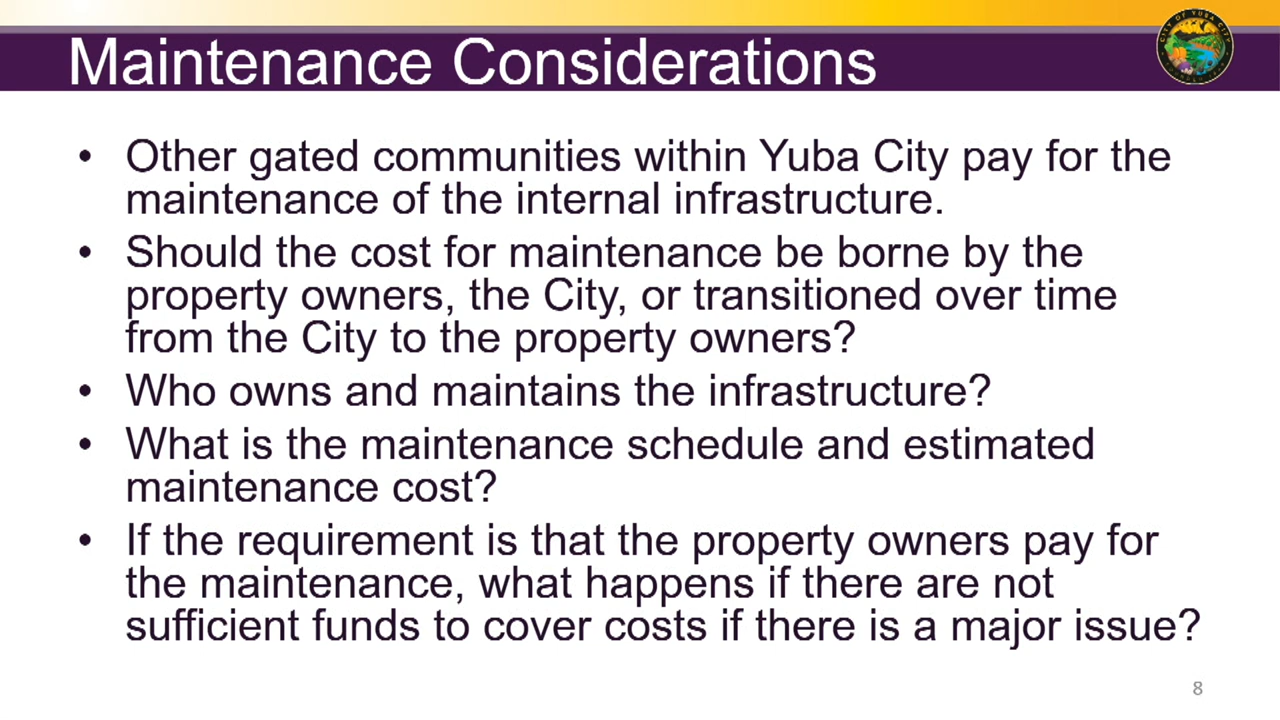 Maintenance Considerations
CITY OF YUBA CITY
• Other gated communities within Yuba City pay for the
maintenance of the internal infrastructure.
• Should the cost for maintenance be borne by the
property owners, the City, or transitioned over time
from the City to the property owners?
• Who owns and maintains the infrastructure?
• What is the maintenance schedule and estimated
maintenance cost?
• If the requirement is that the property owners pay for
the maintenance, what happens if there are not
sufficient funds to cover costs if there is a major issue?
8